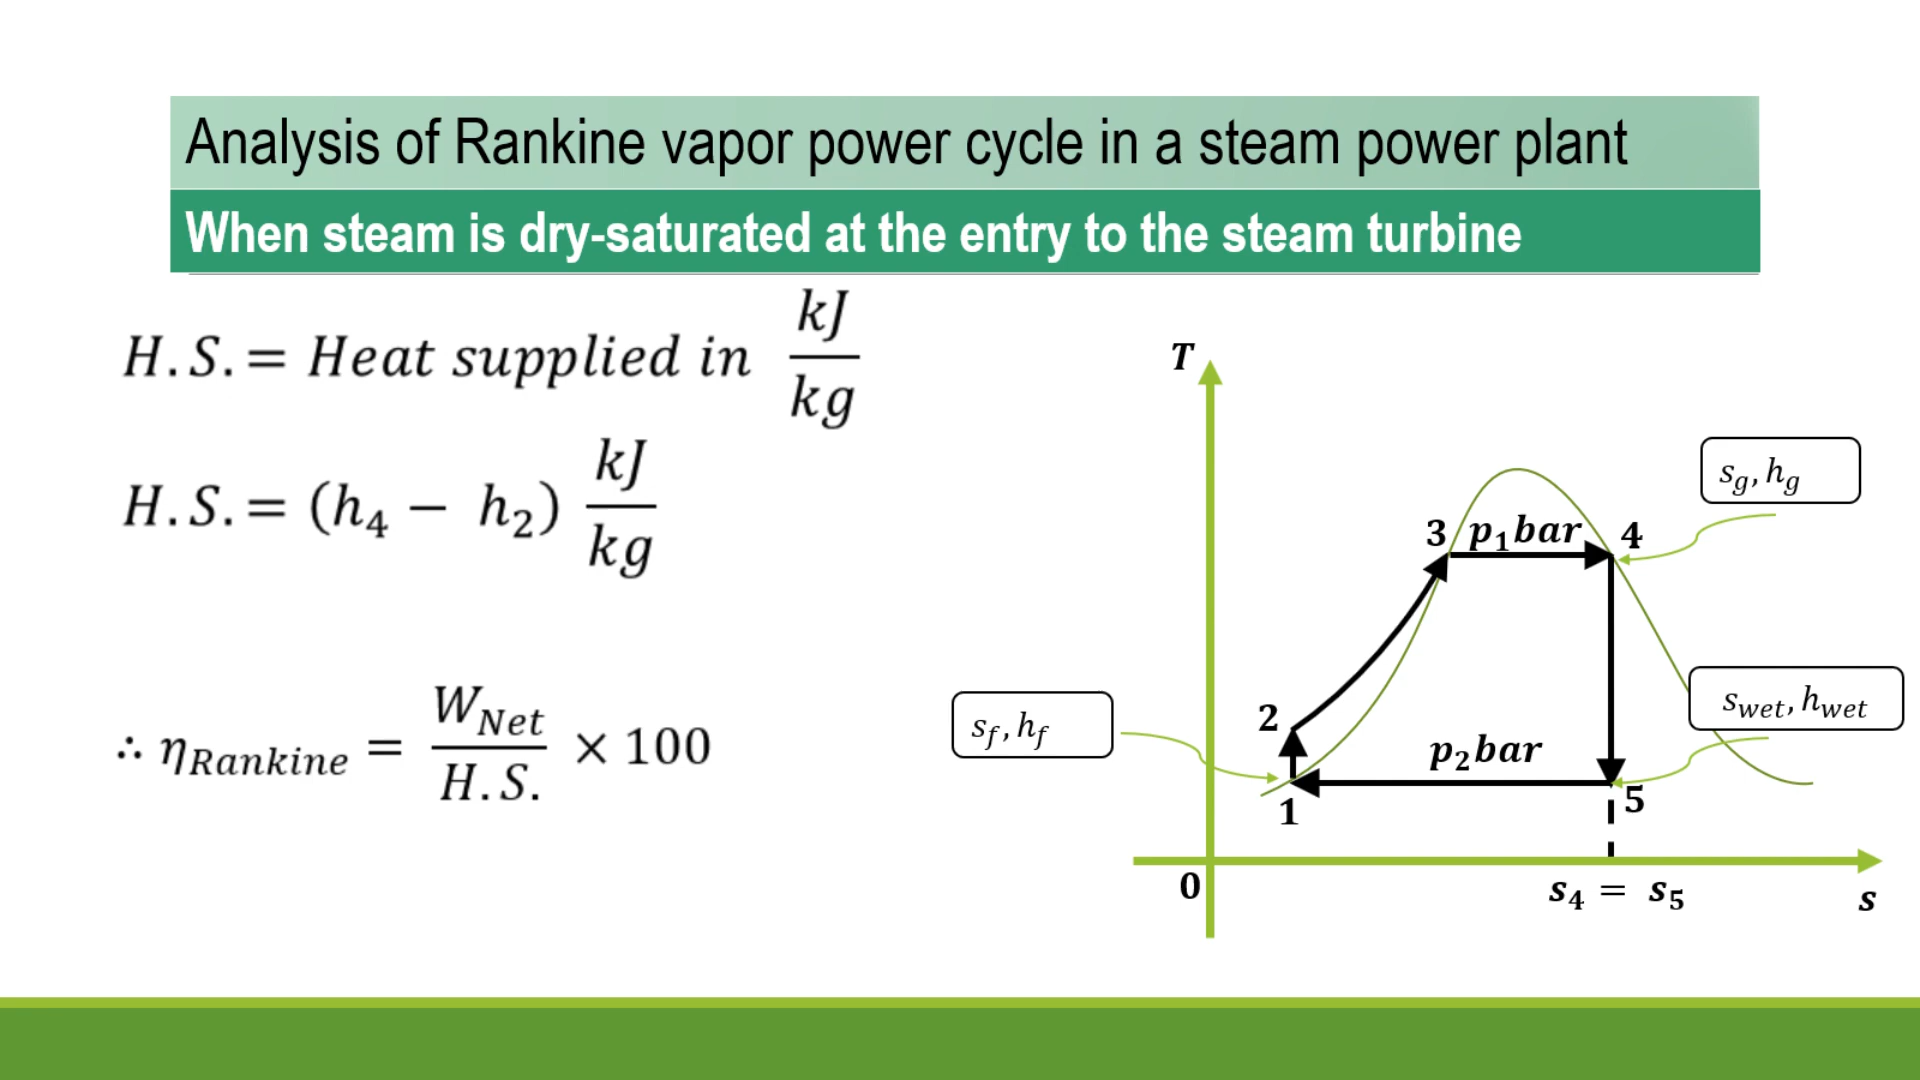 Analysis of Rankine vapor power cycle in a steam power plant
When steam is dry-saturated at the entry to the steam turbine
H.S.= Heat supplied in kJ/kg
H.S.= (h₄ − h₂) kJ/kg
∴ η_Rankine = W_Net/H.S. × 100
T
s_g, h_g
3 p₁bar 4
s_wet, h_wet
s_f, h_f
2
p₂bar
1
5
0
s₄ = s₅
s